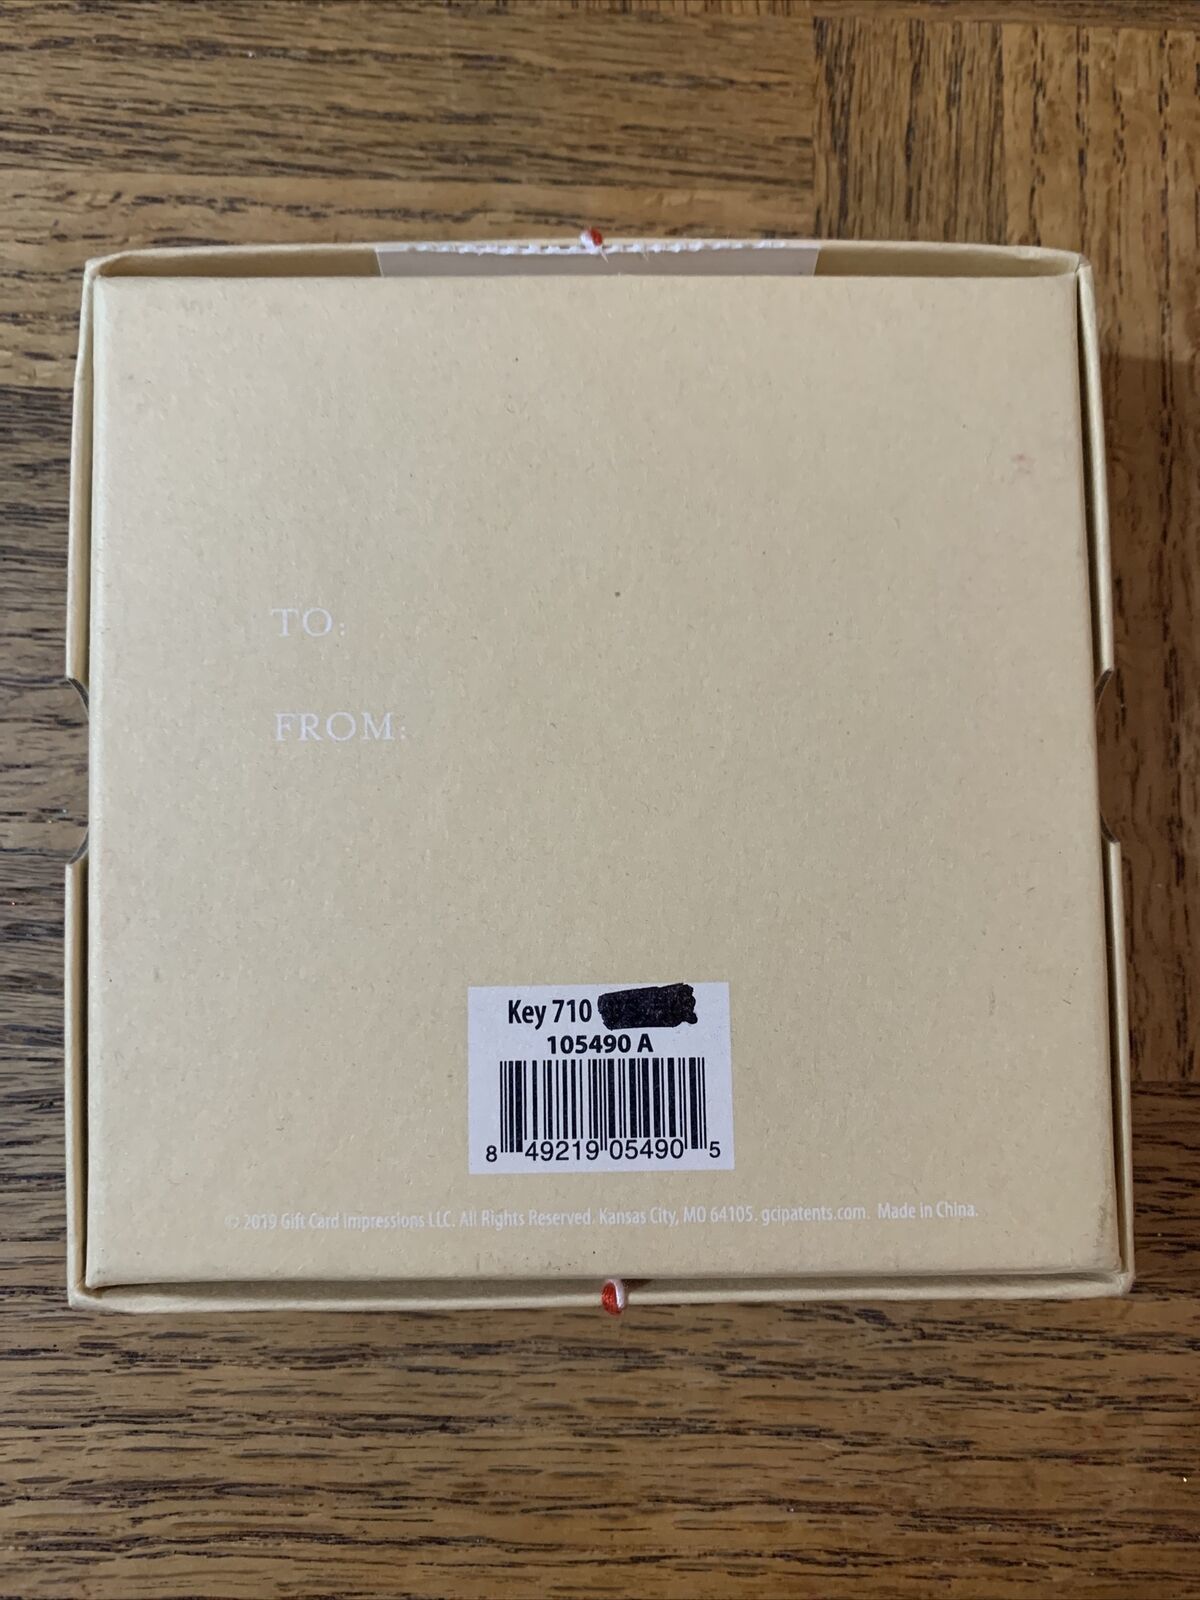 TO:
FROM:
Key 710
105490 A
8 49219 05490 5
© 2019 Gift Card Impressions LLC. All Rights Reserved. Kansas City, MO 64105. gcipatents.com. Made in China.